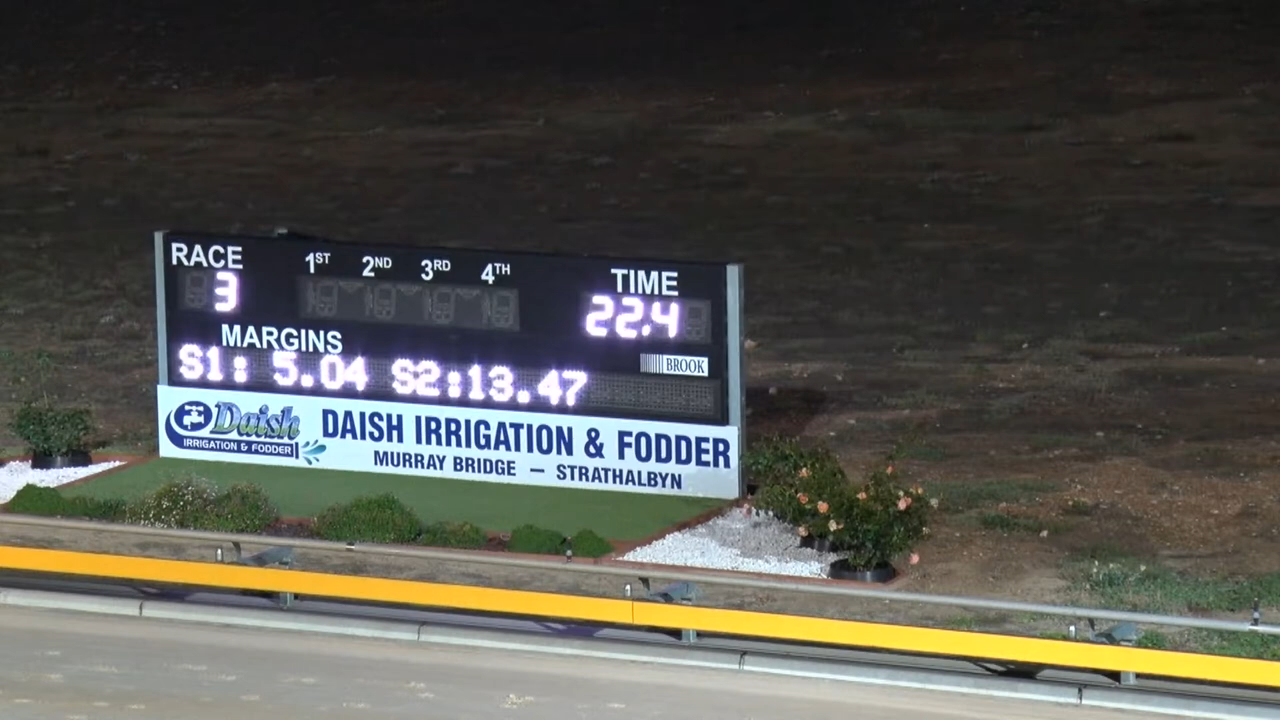 RACE 1ST 2ND 3RD 4TH TIME
3 22.4
MARGINS
S1: 5.04 S2:13.47
BROOK
Daish
IRRIGATION & FODDER
DAISH IRRIGATION & FODDER
MURRAY BRIDGE — STRATHALBYN